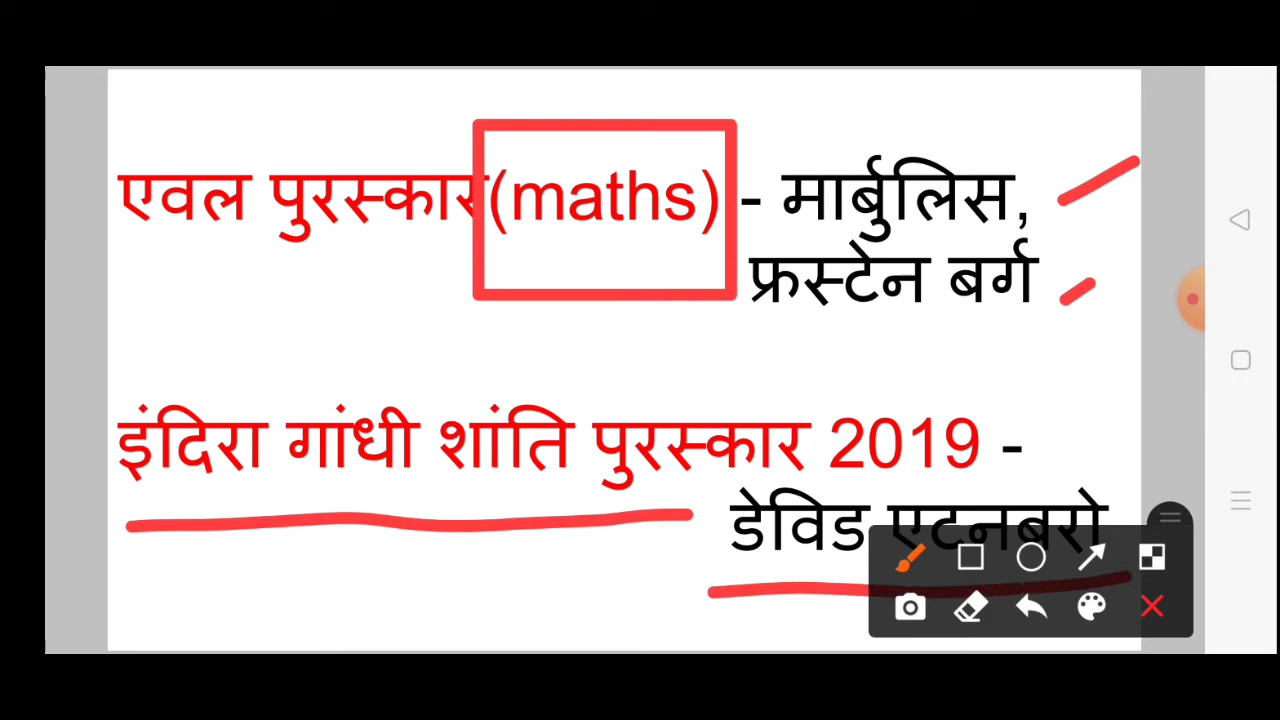 एवल पुरस्कार(maths) - मार्बुलिस,
फ्रस्टेन बर्ग
इंदिरा गांधी शांति पुरस्कार 2019 -
डेविड एटनबरो